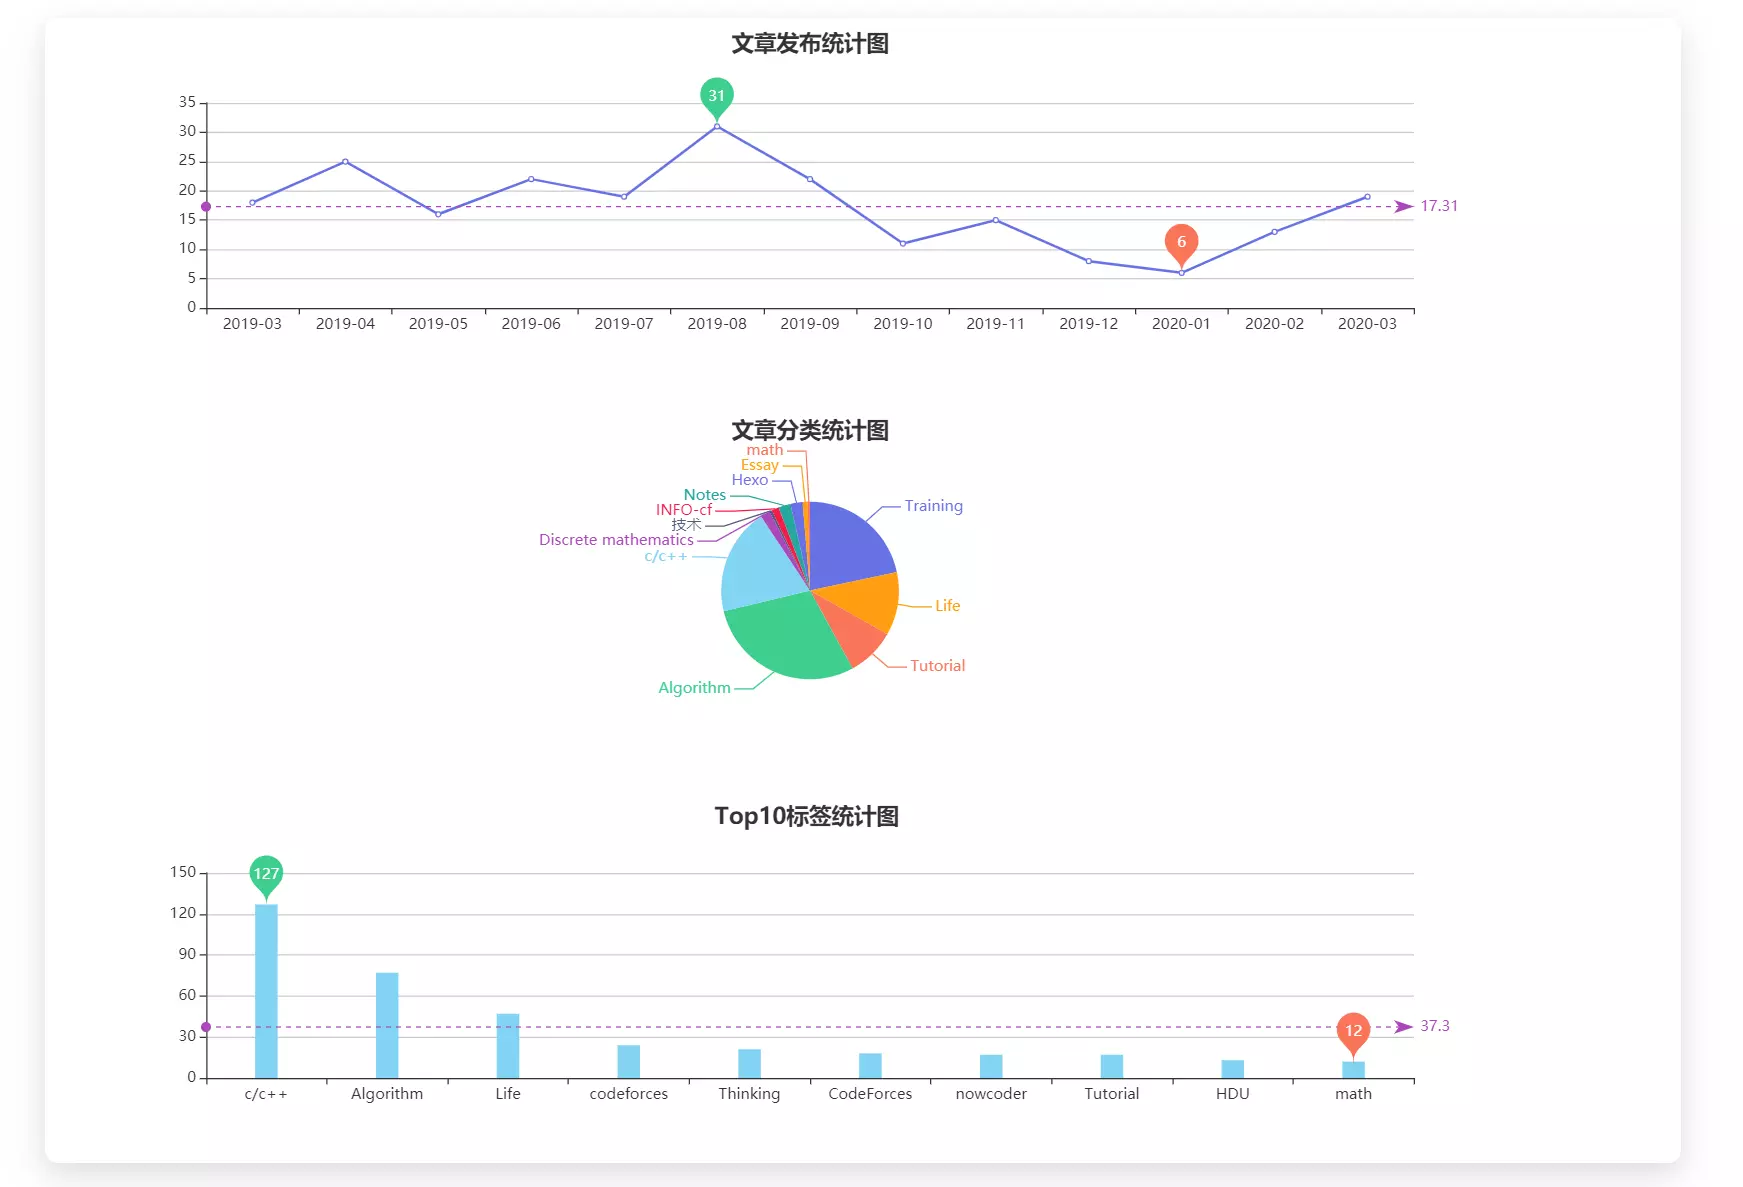 文章发布统计图
31
35
30
25
20
15
10
5
0
17.31
6
2019-03 2019-04 2019-05 2019-06 2019-07 2019-08 2019-09 2019-10 2019-11 2019-12 2020-01 2020-02 2020-03
文章分类统计图
math
Essay
Hexo
Notes
INFO-cf
技术
Discrete mathematics
c/c++
Training
Life
Tutorial
Algorithm
Top10标签统计图
127
150
120
90
60
30
0
37.3
12
c/c++ Algorithm Life codeforces Thinking CodeForces nowcoder Tutorial HDU math